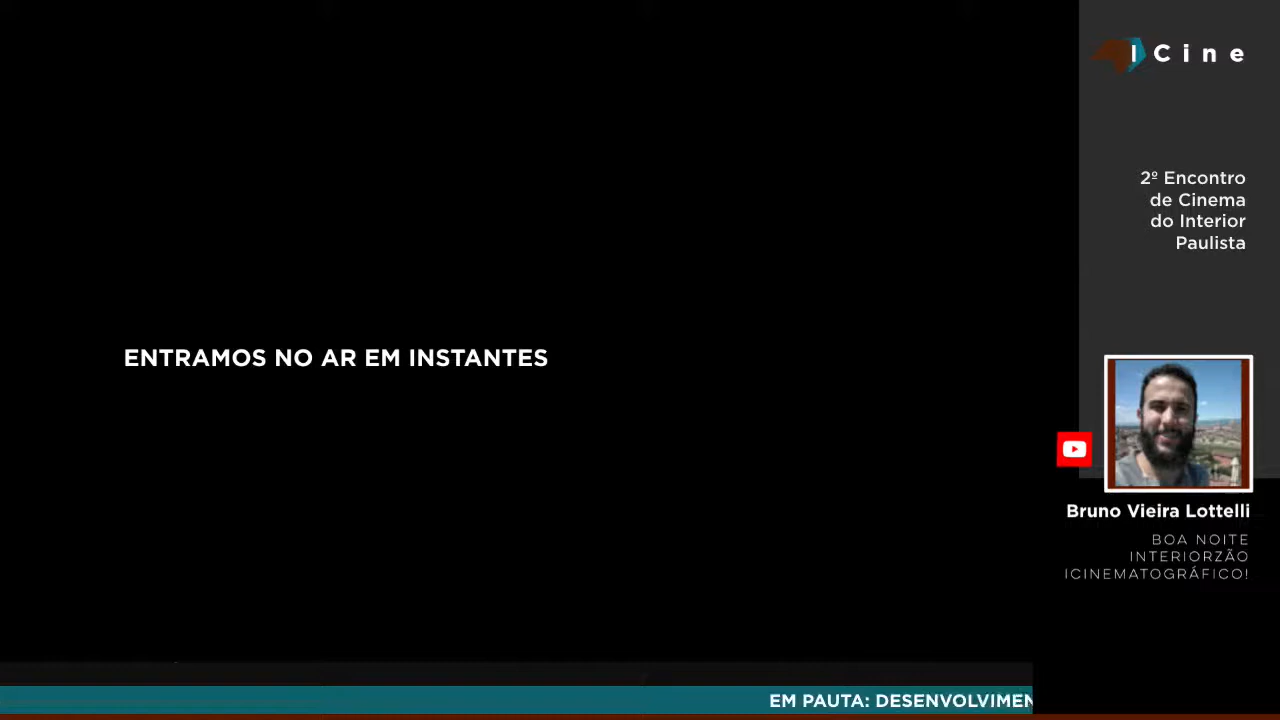 I Cine
2º Encontro
de Cinema
do Interior
Paulista
ENTRAMOS NO AR EM INSTANTES
Bruno Vieira Lottelli
BOA NOITE
INTERIORZÃO
ICINEMATOGRÁFICO!
EM PAUTA: DESENVOLVIMEN